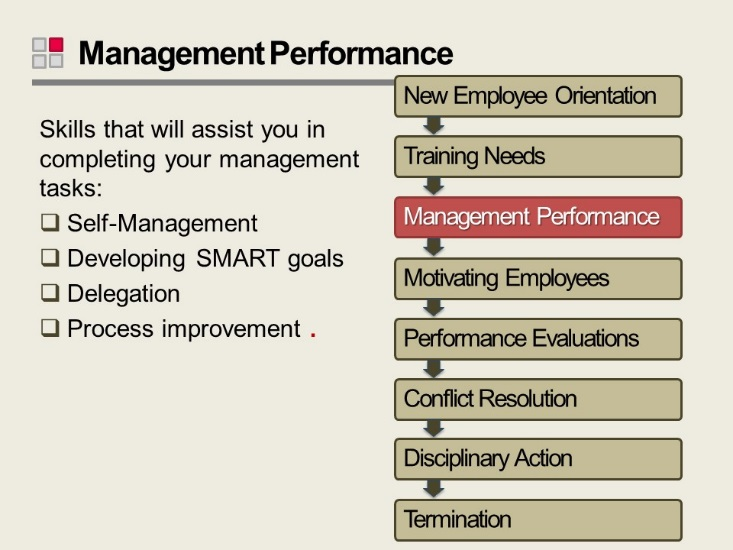 Management Performance
Skills that will assist you in
completing your management
tasks:
❑ Self-Management
❑ Developing SMART goals
❑ Delegation
❑ Process improvement .
New Employee Orientation
Training Needs
Management Performance
Motivating Employees
Performance Evaluations
Conflict Resolution
Disciplinary Action
Termination